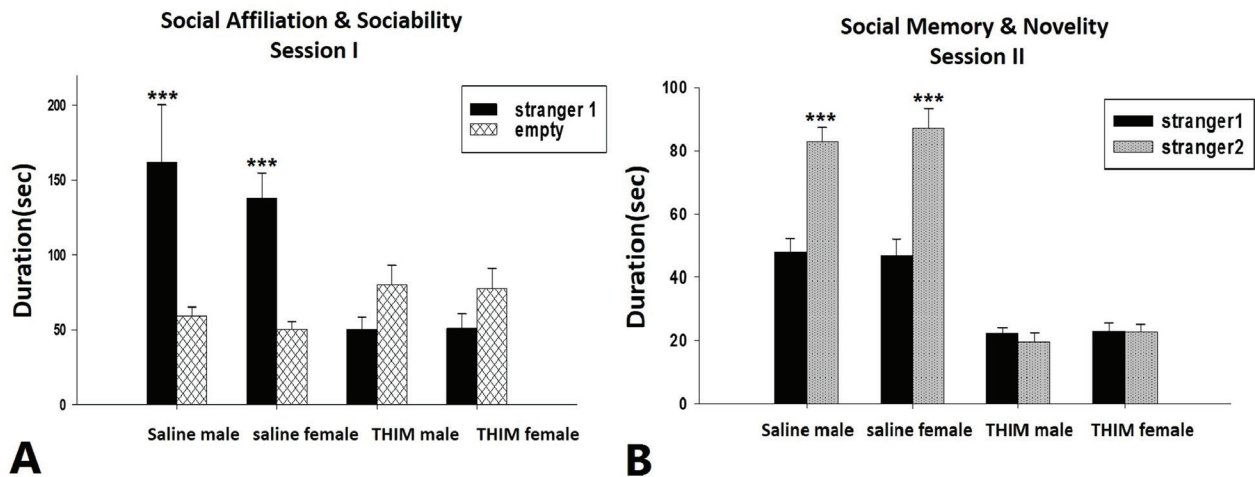 Social Affiliation & Sociability
Session I
***
***
stranger 1
empty
200
150
100
50
0
Duration(sec)
Saline male
saline female
THIM male
THIM female
A
Social Memory & Novelity
Session II
***
***
stranger1
stranger2
100
80
60
40
20
0
Duration(sec)
Saline male
saline female
THIM male
THIM female
B